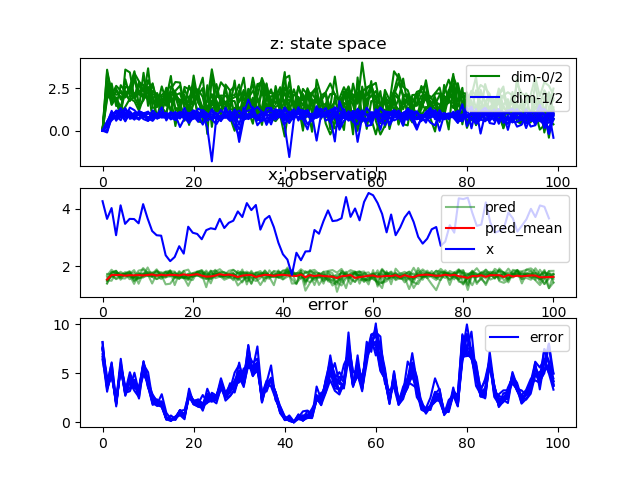 z: state space
2.5
0.0
dim-0/2
dim-1/2
0 20 40 60 80 100
x: observation
4
2
pred
pred_mean
x
0 20 40 60 80 100
error
10
5
0
error
0 20 40 60 80 100